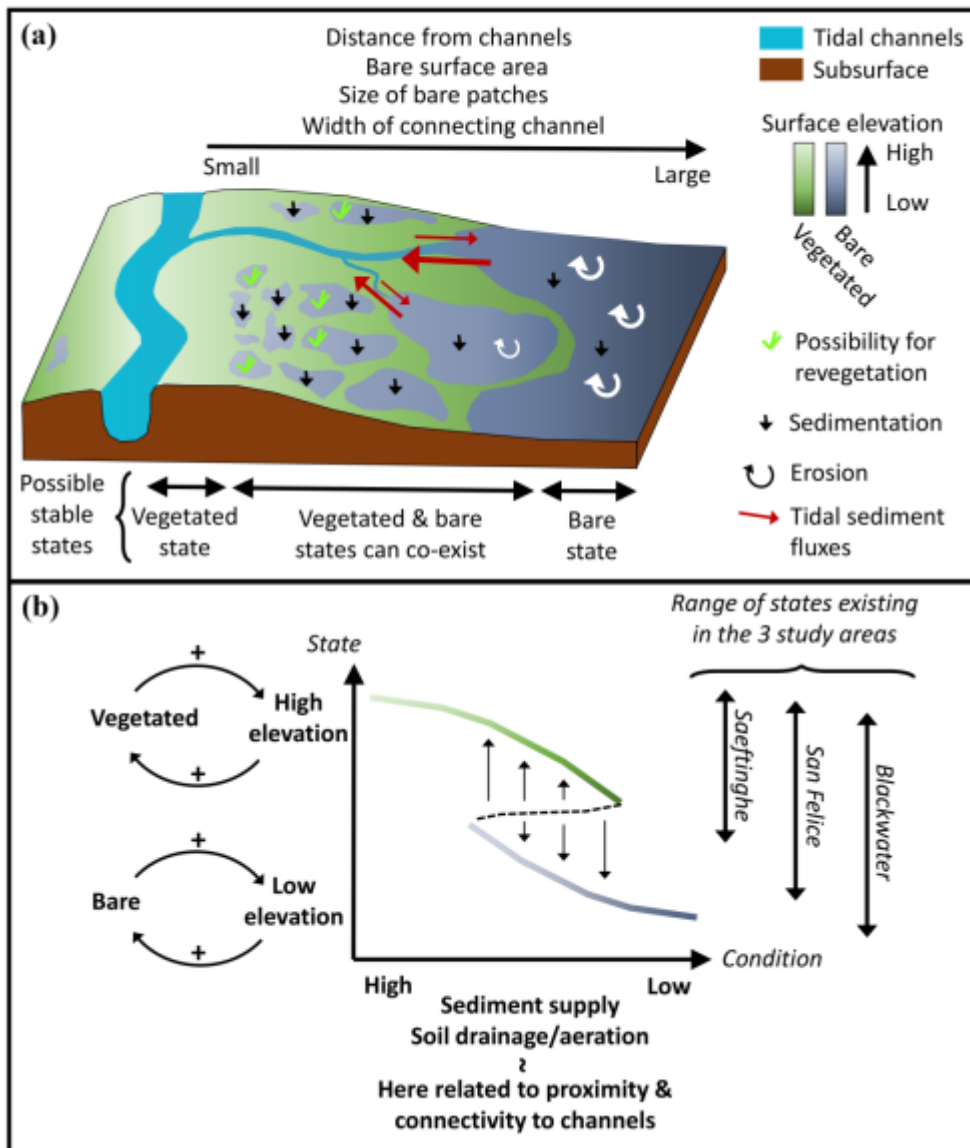 (a)
Distance from channels
Bare surface area
Size of bare patches
Width of connecting channel
Small
Large
Tidal channels
Subsurface
Surface elevation
High
Low
Vegetated
Bare
Possibility for
revegetation
Sedimentation
Erosion
Tidal sediment
fluxes
Possible
stable
states
Vegetated
state
Vegetated & bare
states can co-exist
Bare
state
(b)
Range of states existing
in the 3 study areas
State
+
Vegetated
High
elevation
+
+
Bare
Low
elevation
+
Saeftinghe
San Felice
Blackwater
Condition
High
Low
Sediment supply
Soil drainage/aeration
≀
Here related to proximity &
connectivity to channels